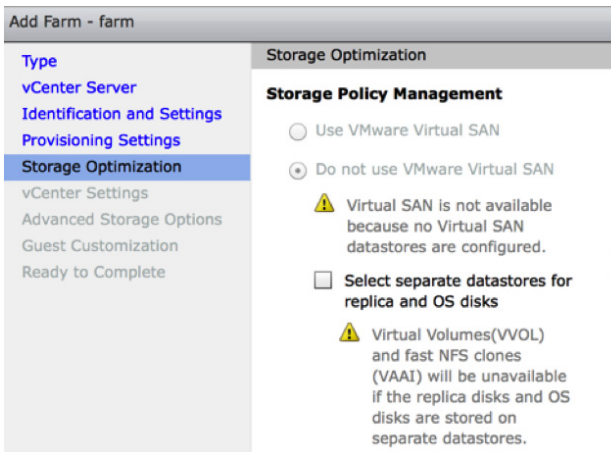 Add Farm - farm
Type
vCenter Server
Identification and Settings
Provisioning Settings
Storage Optimization
vCenter Settings
Advanced Storage Options
Guest Customization
Ready to Complete
Storage Optimization
Storage Policy Management
Use VMware Virtual SAN
Do not use VMware Virtual SAN
Virtual SAN is not available
because no Virtual SAN
datastores are configured.
Select separate datastores for
replica and OS disks
Virtual Volumes(VVOL)
and fast NFS clones
(VAAI) will be unavailable
if the replica disks and OS
disks are stored on
separate datastores.